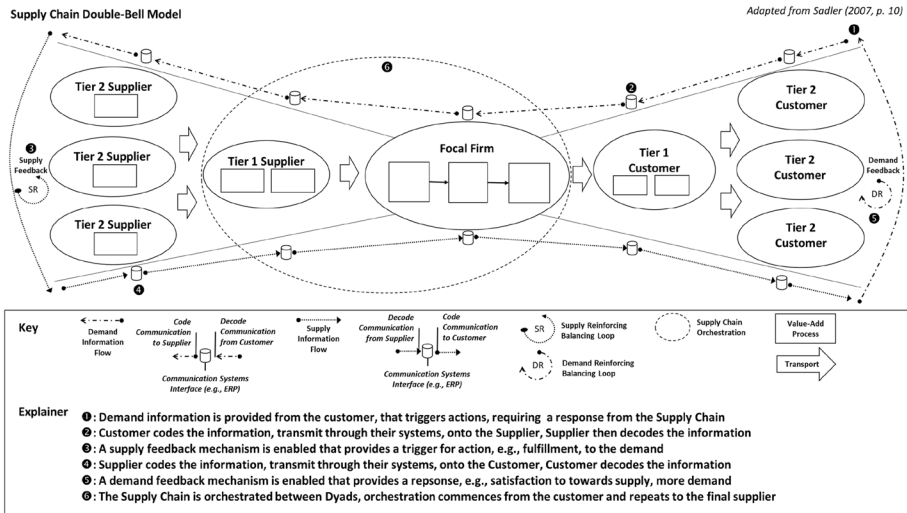 Supply Chain Double-Bell Model
Adapted from Sadler (2007, p. 10)
❶
❻
❷
Tier 2 Supplier
Tier 2 Supplier
Tier 2 Supplier
❸
Supply
Feedback
SR
Tier 1 Supplier
Focal Firm
Tier 1
Customer
Tier 2
Customer
Tier 2
Customer
Tier 2
Customer
Demand
Feedback
DR
❺
❹
Key
Demand
Information
Flow
Code
Communication
to Supplier
Decode
Communication
from Customer
Communication Systems
Interface (e.g., ERP)
Supply
Information
Flow
Decode
Communication
from Supplier
Code
Communication
to Customer
Communication Systems
Interface (e.g., ERP)
SR
Supply Reinforcing
Balancing Loop
DR
Demand Reinforcing
Balancing Loop
Supply Chain
Orchestration
Value-Add
Process
Transport
Explainer
❶: Demand information is provided from the customer, that triggers actions, requiring a response from the Supply Chain
❷: Customer codes the information, transmit through their systems, onto the Supplier, Supplier then decodes the information
❸: A supply feedback mechanism is enabled that provides a trigger for action, e.g., fulfillment, to the demand
❹: Supplier codes the information, transmit through their systems, onto the Customer, Customer decodes the information
❺: A demand feedback mechanism is enabled that provides a repsonse, e.g., satisfaction to towards supply, more demand
❻: The Supply Chain is orchestrated between Dyads, orchestration commences from the customer and repeats to the final supplier